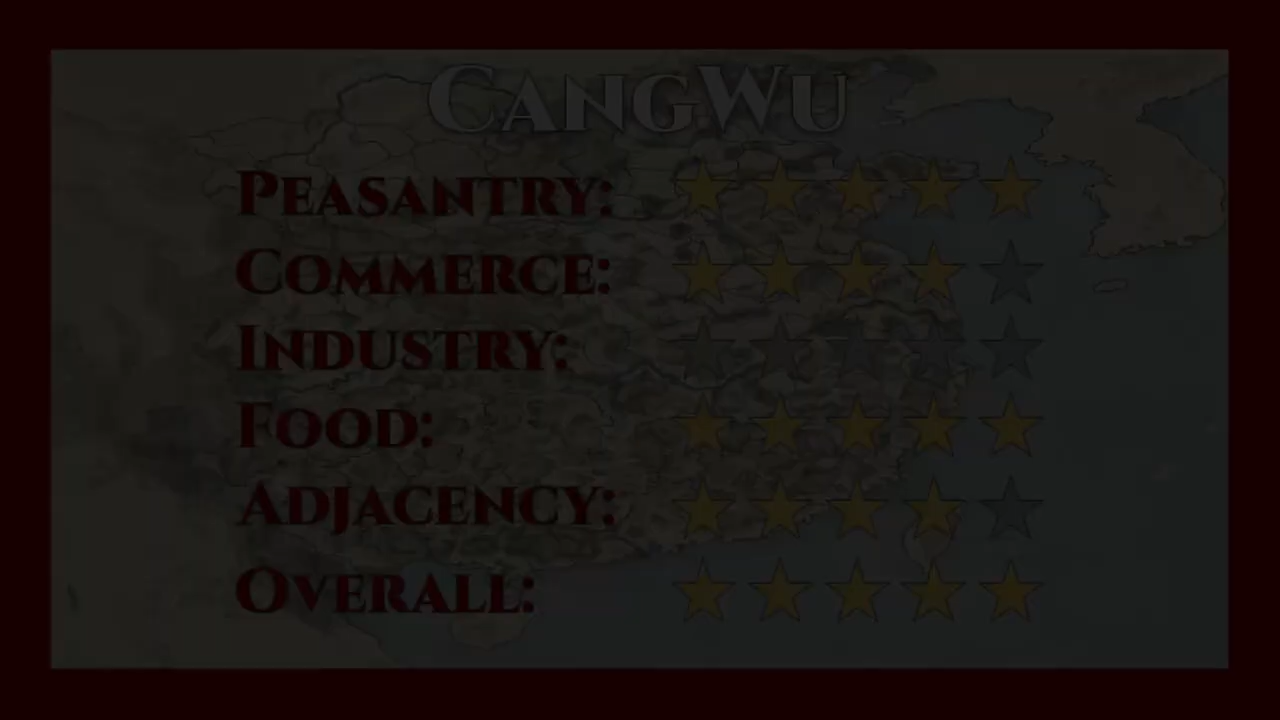 CangWu
Peasantry:
Commerce:
Industry:
Food:
Adjacency:
Overall: